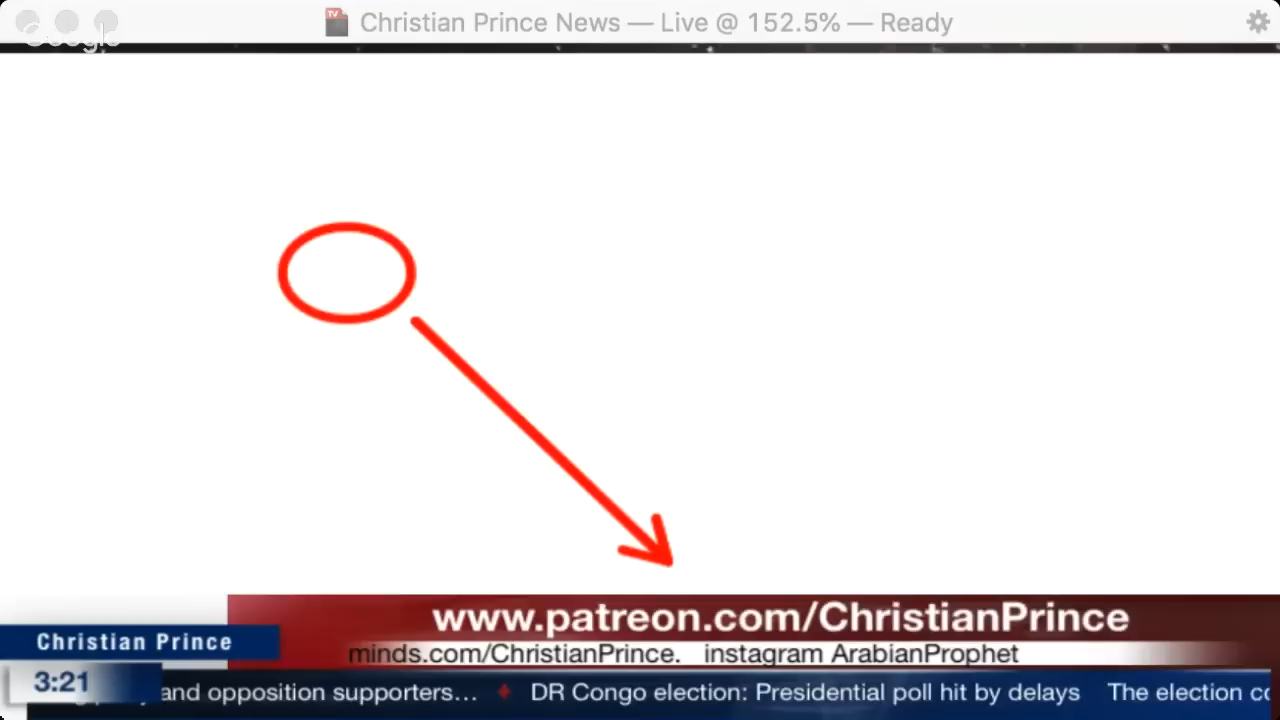 Christian Prince News — Live @ 152.5% — Ready
Google
www.patreon.com/ChristianPrince
Christian Prince
minds.com/ChristianPrince. instagram ArabianProphet
3:21
and opposition supporters... ♦ DR Congo election: Presidential poll hit by delays The election